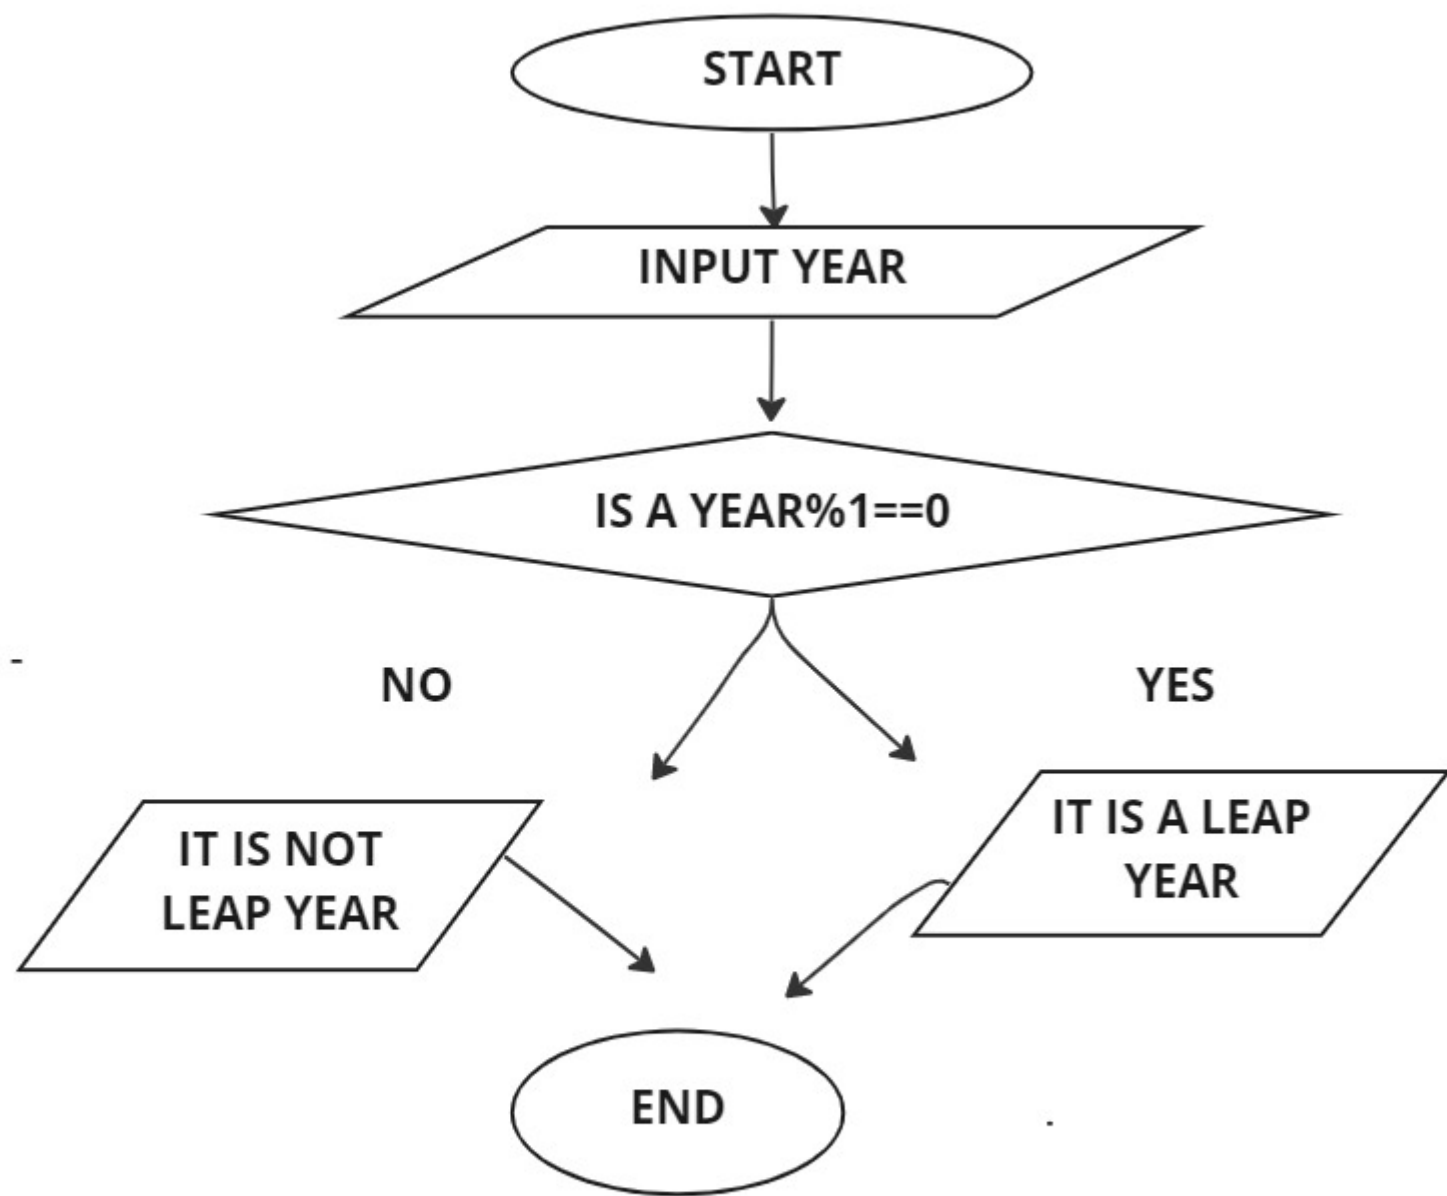 START
INPUT YEAR
IS A YEAR%1==0
NO
YES
IT IS NOT
LEAP YEAR
IT IS A LEAP
YEAR
END